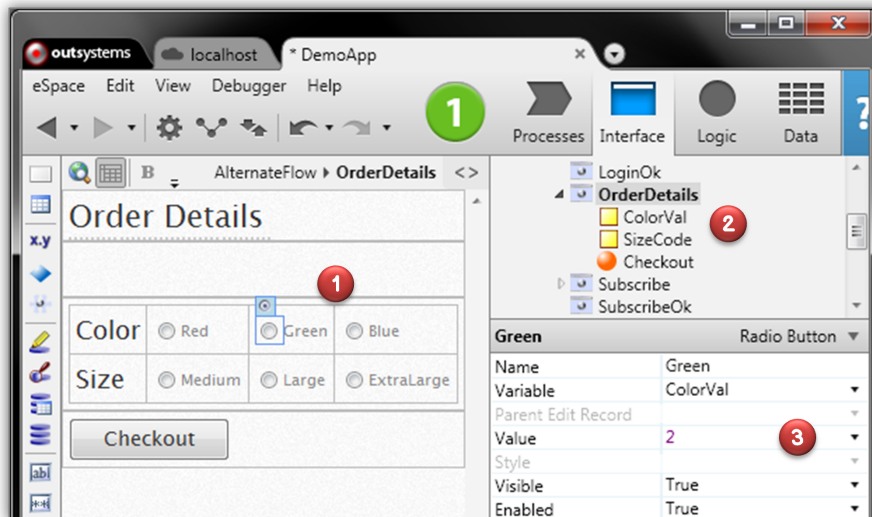 outsystems localhost * DemoApp
eSpace Edit View Debugger Help
1
Processes Interface Logic Data
?
B AlternateFlow OrderDetails <>
Order Details
x.y
1
Color Red Green Blue
Size Medium Large ExtraLarge
Checkout
ab
LoginOk
OrderDetails
ColorVal
2
SizeCode
Checkout
Subscribe
SubscribeOk
Green Radio Button
Name Green
Variable ColorVal
Parent Edit Record
Value 2
3
Style
Visible True
Enabled True